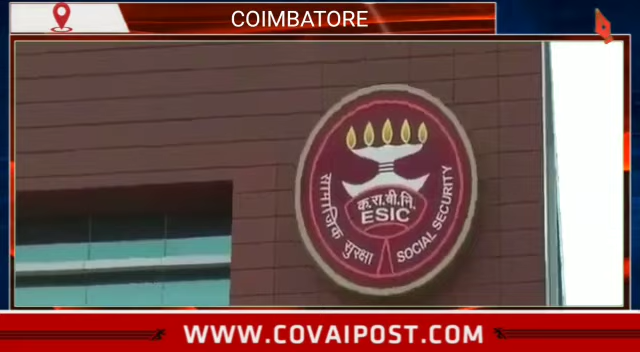 COIMBATORE
सामाजिक सुरक्षा
क.रा.बी.नि.
ESIC
SOCIAL SECURITY
WWW.COVAIPOST.COM